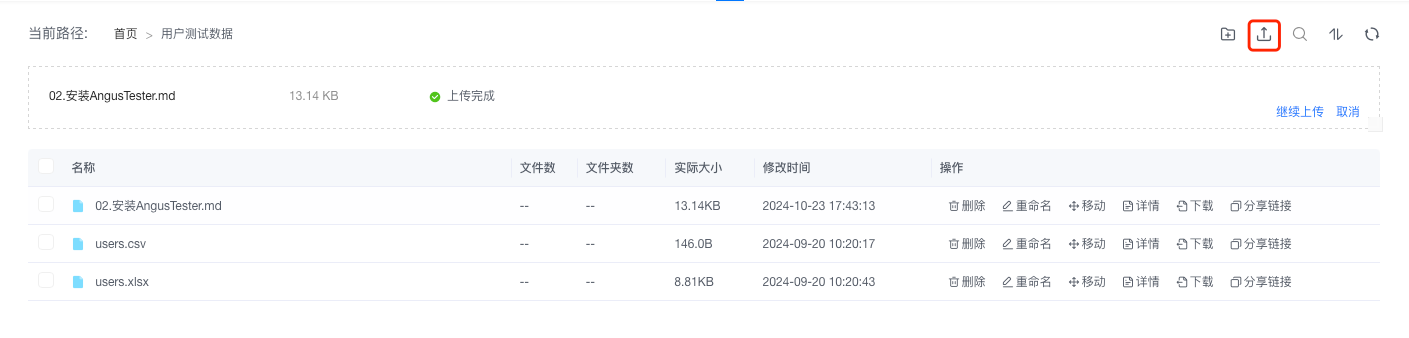 当前路径: 首页 > 用户测试数据
02.安装AngusTester.md 13.14 KB 上传完成
继续上传 取消
名称 文件数 文件夹数 实际大小 修改时间 操作
02.安装AngusTester.md -- -- 13.14KB 2024-10-23 17:43:13 删除 重命名 移动 详情 下载 分享链接
users.csv -- -- 146.0B 2024-09-20 10:20:17 删除 重命名 移动 详情 下载 分享链接
users.xlsx -- -- 8.81KB 2024-09-20 10:20:43 删除 重命名 移动 详情 下载 分享链接